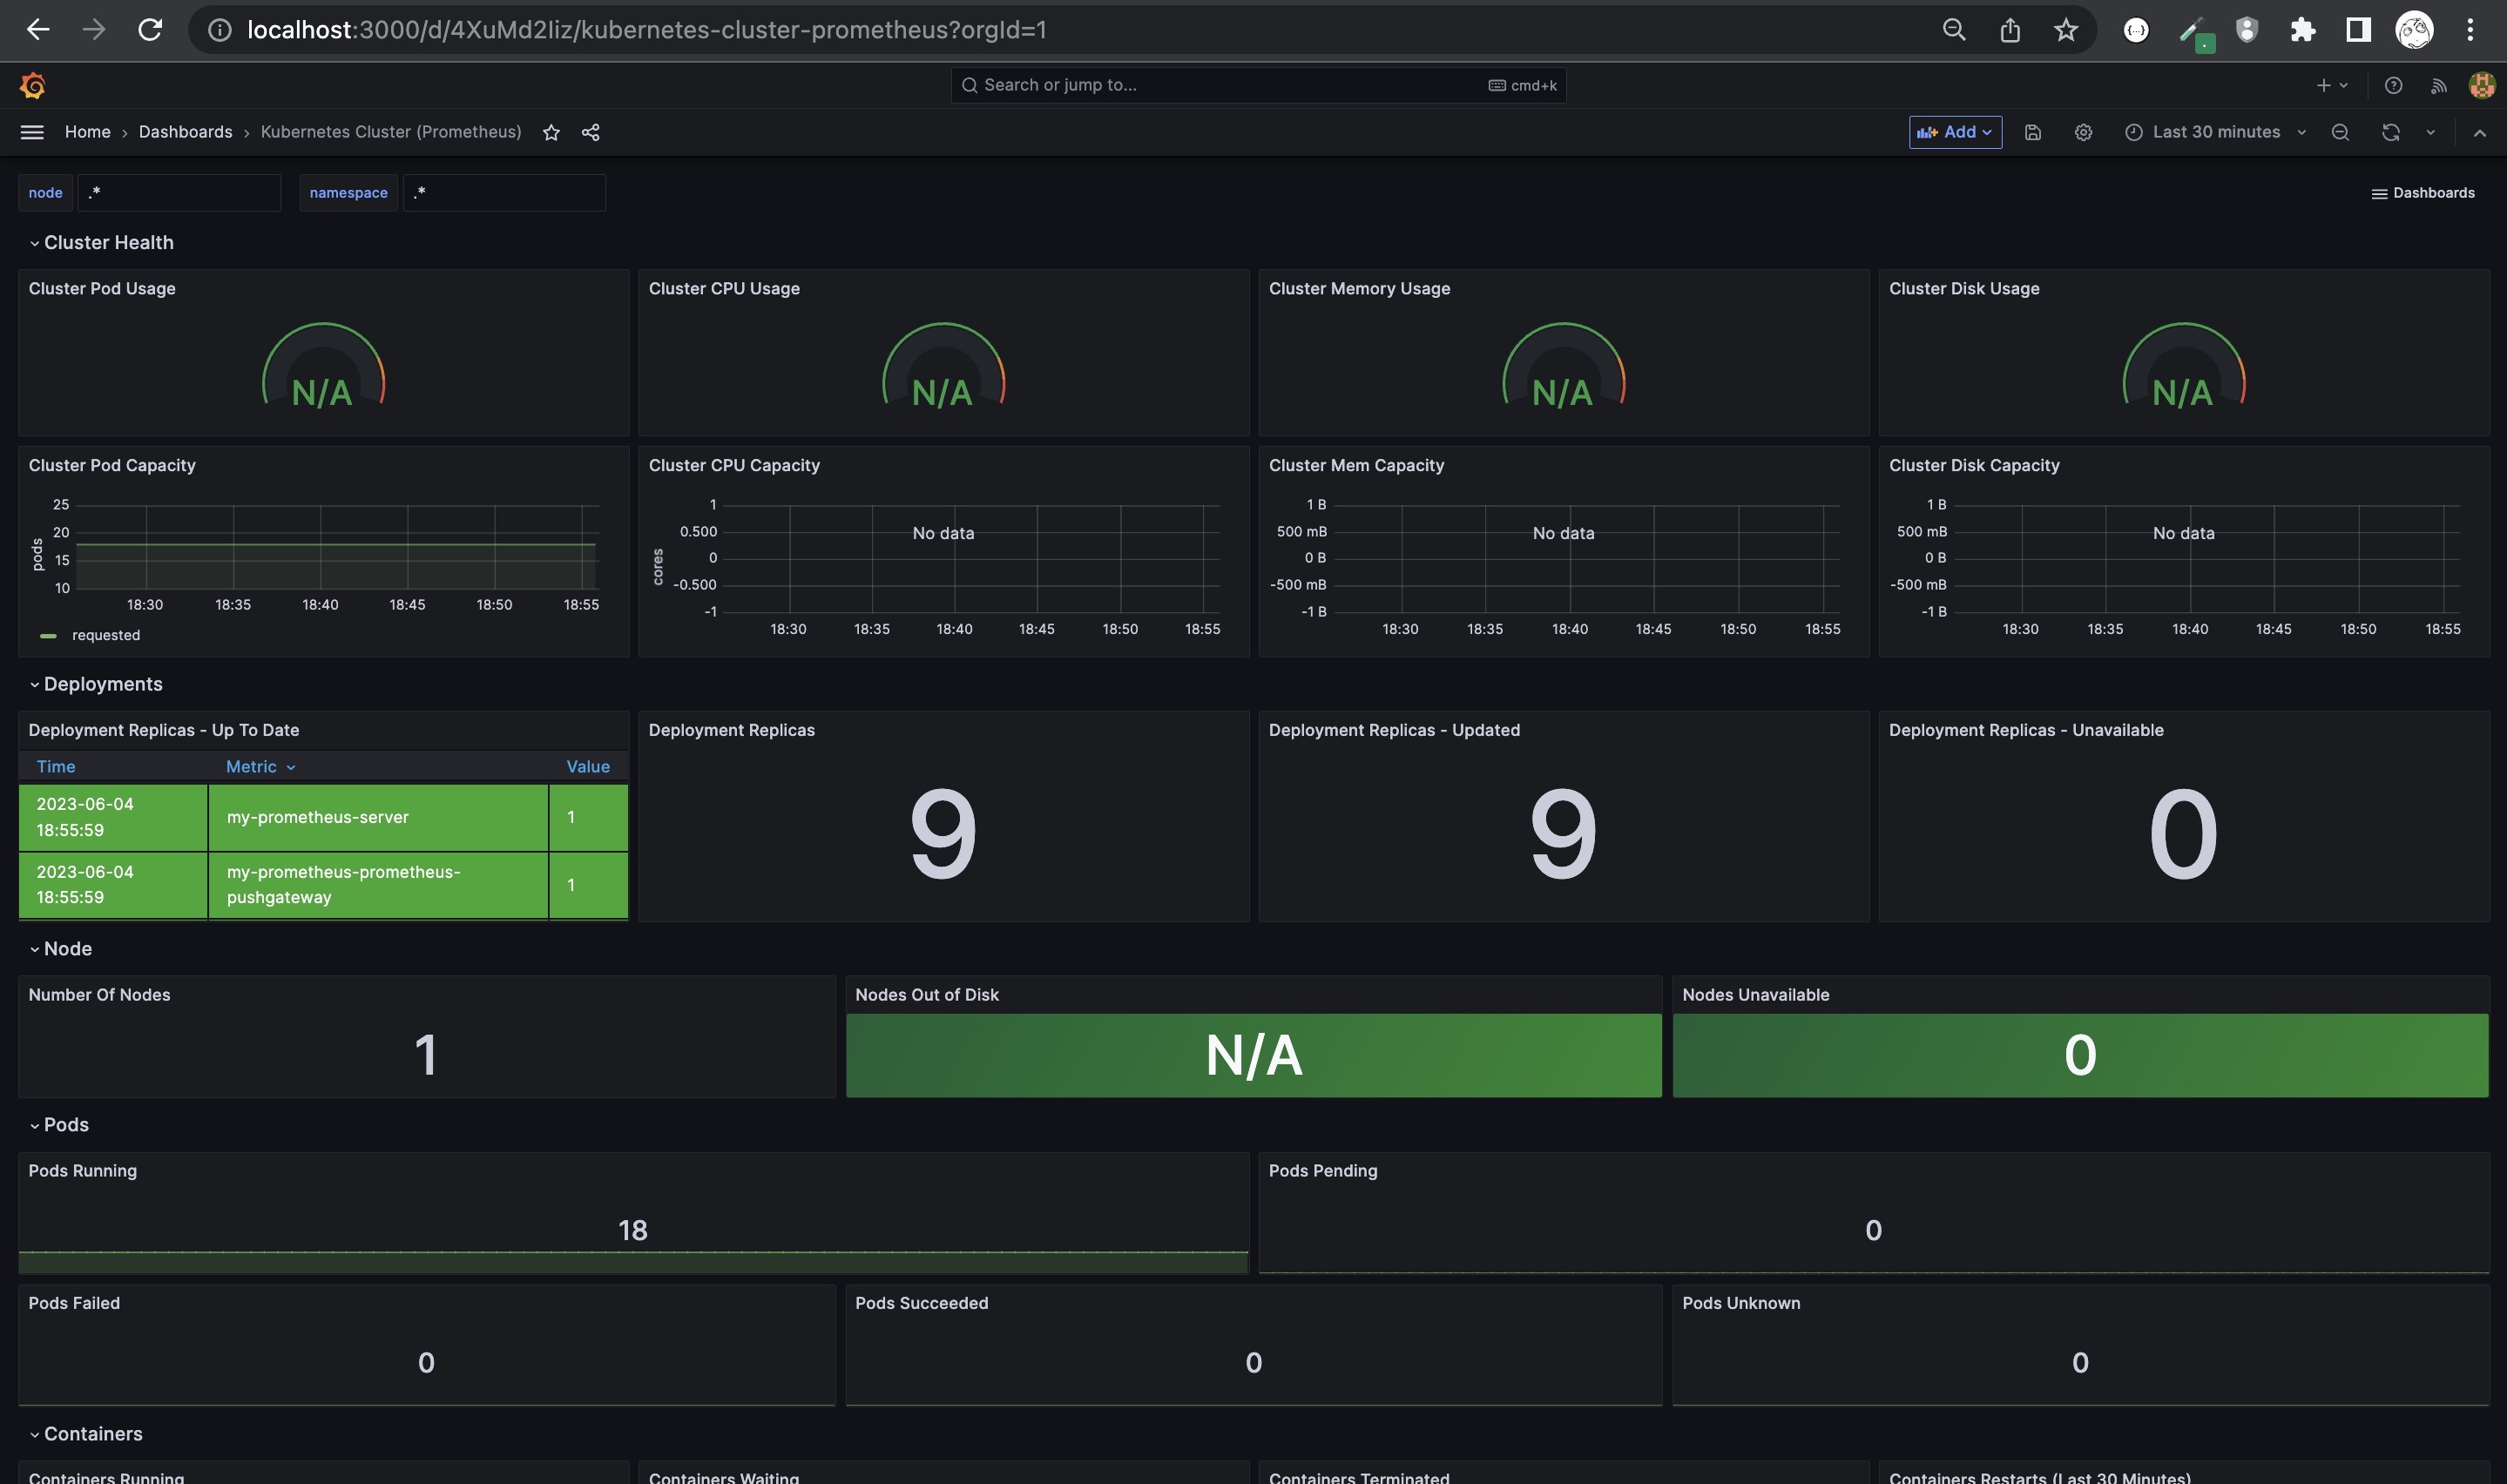 localhost:3000/d/4XuMd2Iiz/kubernetes-cluster-prometheus?orgId=1
Search or jump to...
cmd+k
Home › Dashboards › Kubernetes Cluster (Prometheus)
Add
Last 30 minutes
node
.*
namespace
.*
Dashboards
Cluster Health
Cluster Pod Usage
N/A
Cluster CPU Usage
N/A
Cluster Memory Usage
N/A
Cluster Disk Usage
N/A
Cluster Pod Capacity
pods
25
20
15
10
18:30 18:35 18:40 18:45 18:50 18:55
requested
Cluster CPU Capacity
cores
1
0.500
0
-0.500
-1
No data
18:30 18:35 18:40 18:45 18:50 18:55
Cluster Mem Capacity
1 B
500 mB
0 B
-500 mB
-1 B
No data
18:30 18:35 18:40 18:45 18:50 18:55
Cluster Disk Capacity
1 B
500 mB
0 B
-500 mB
-1 B
No data
18:30 18:35 18:40 18:45 18:50 18:55
Deployments
Deployment Replicas - Up To Date
Time Metric Value
2023-06-04
18:55:59
my-prometheus-server
1
2023-06-04
18:55:59
my-prometheus-prometheus-
pushgateway
1
Deployment Replicas
9
Deployment Replicas - Updated
9
Deployment Replicas - Unavailable
0
Node
Number Of Nodes
1
Nodes Out of Disk
N/A
Nodes Unavailable
0
Pods
Pods Running
18
Pods Pending
0
Pods Failed
0
Pods Succeeded
0
Pods Unknown
0
Containers
Containers Running
Containers Waiting
Containers Terminated
Containers Restarts (Last 30 Minutes)